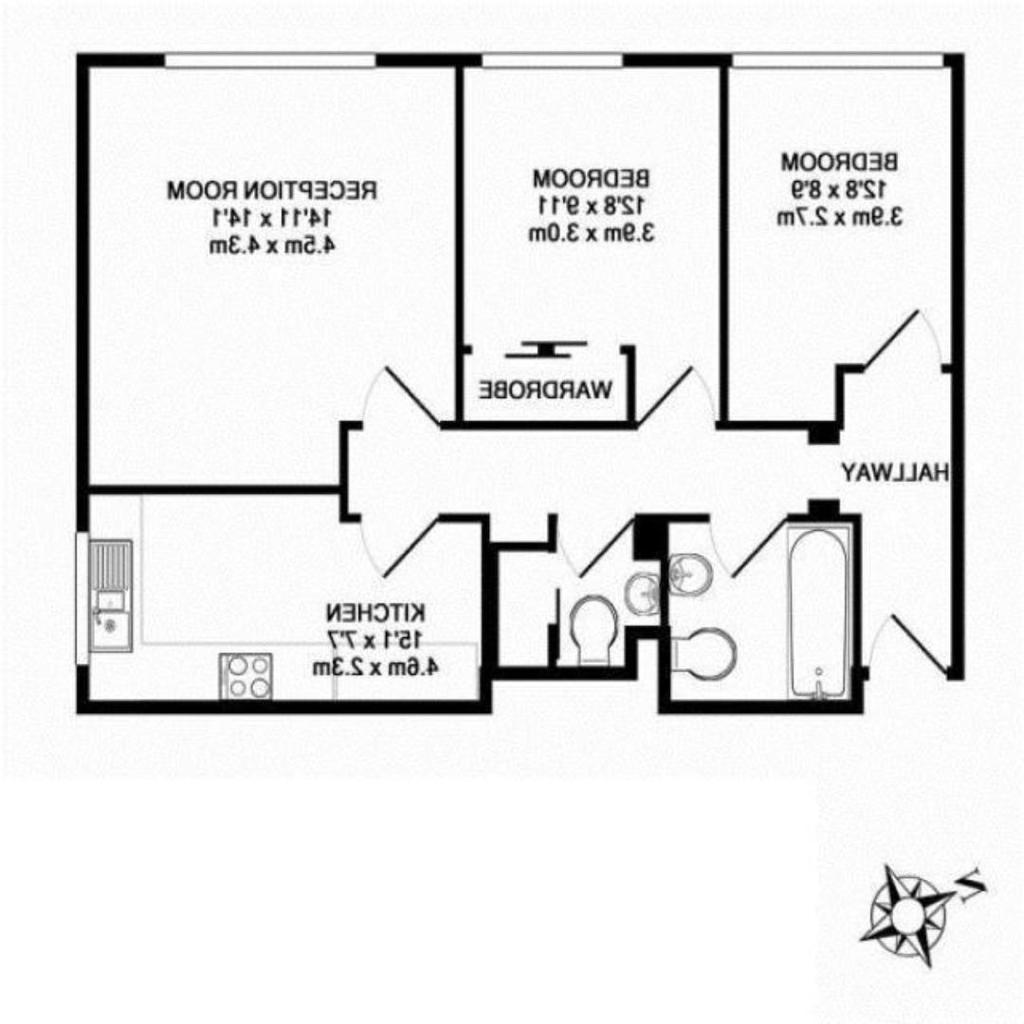 RECEPTION ROOM
14'11 x 14'1
4.5m x 4.3m
BEDROOM
12'8 x 9'11
3.9m x 3.0m
BEDROOM
12'8 x 8'9
3.9m x 2.7m
WARDROBE
HALLWAY
KITCHEN
15'1 x 7'7
4.6m x 2.3m
N